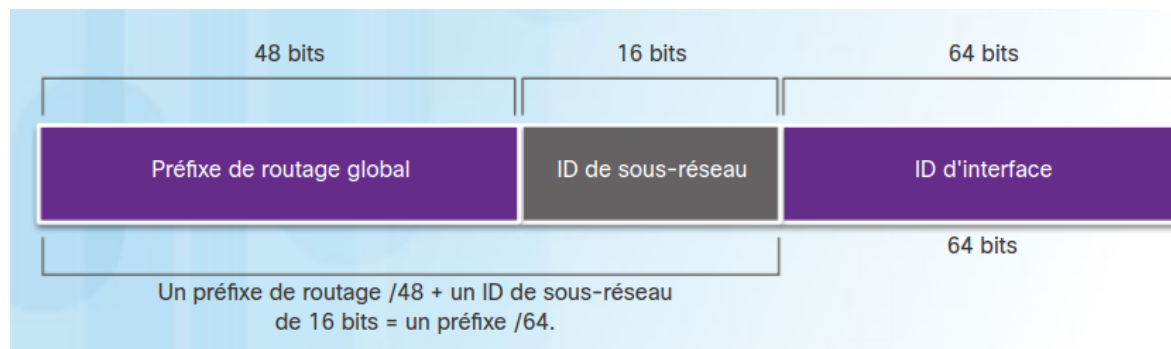 48 bits 16 bits 64 bits
Préfixe de routage global ID de sous-réseau ID d'interface
64 bits
Un préfixe de routage /48 + un ID de sous-réseau
de 16 bits = un préfixe /64.